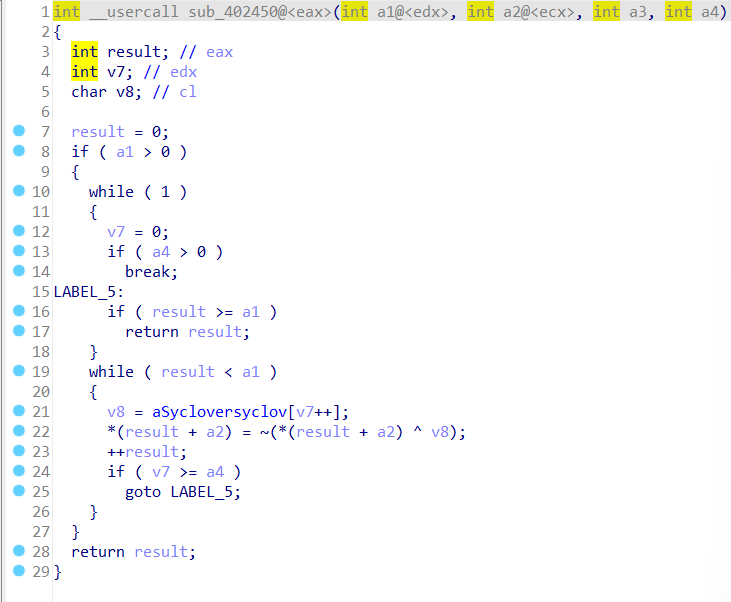 1 int __usercall sub_402450@<eax>(int a1@<edx>, int a2@<ecx>, int a3, int a4)
2 {
3   int result; // eax
4   int v7; // edx
5   char v8; // cl
6
7   result = 0;
8   if ( a1 > 0 )
9   {
10     while ( 1 )
11     {
12       v7 = 0;
13       if ( a4 > 0 )
14         break;
15 LABEL_5:
16       if ( result >= a1 )
17         return result;
18     }
19     while ( result < a1 )
20     {
21       v8 = aSycloversyclov[v7++];
22       *(result + a2) = ~(*(result + a2) ^ v8);
23       ++result;
24       if ( v7 >= a4 )
25         goto LABEL_5;
26     }
27   }
28   return result;
29 }